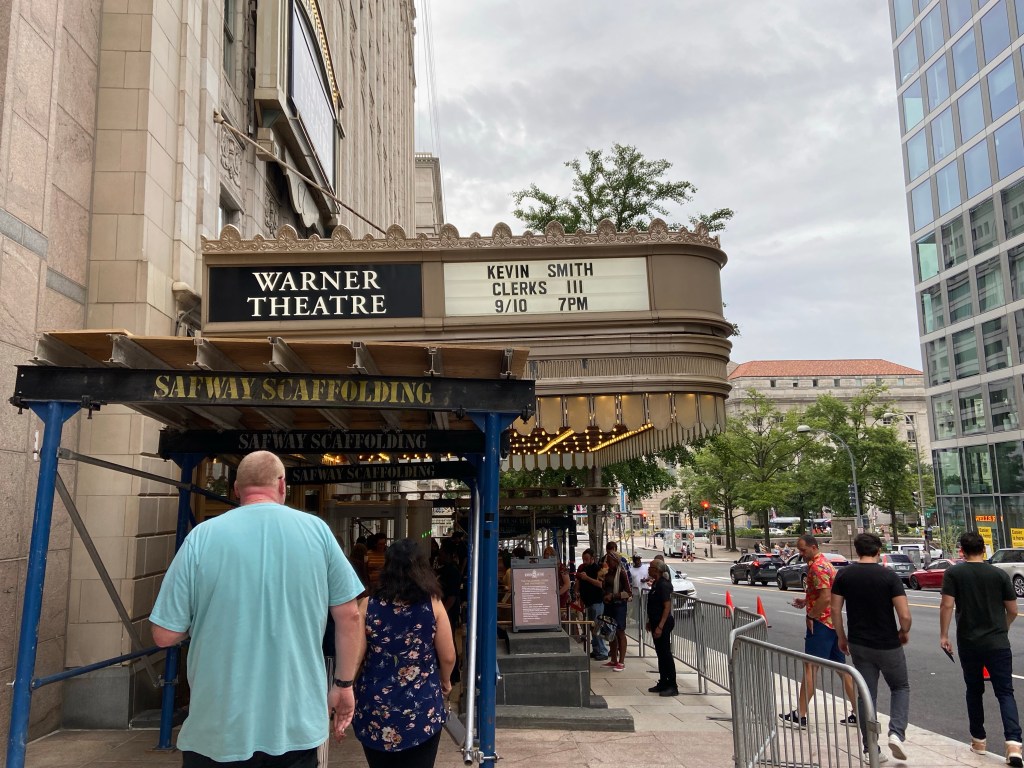 WARNER
THEATRE
KEVIN SMITH
CLERKS III
9/10 7PM
SAFWAY SCAFFOLDING
SAFWAY SCAFFOLDING
SAFWAY SCAFFOLDING